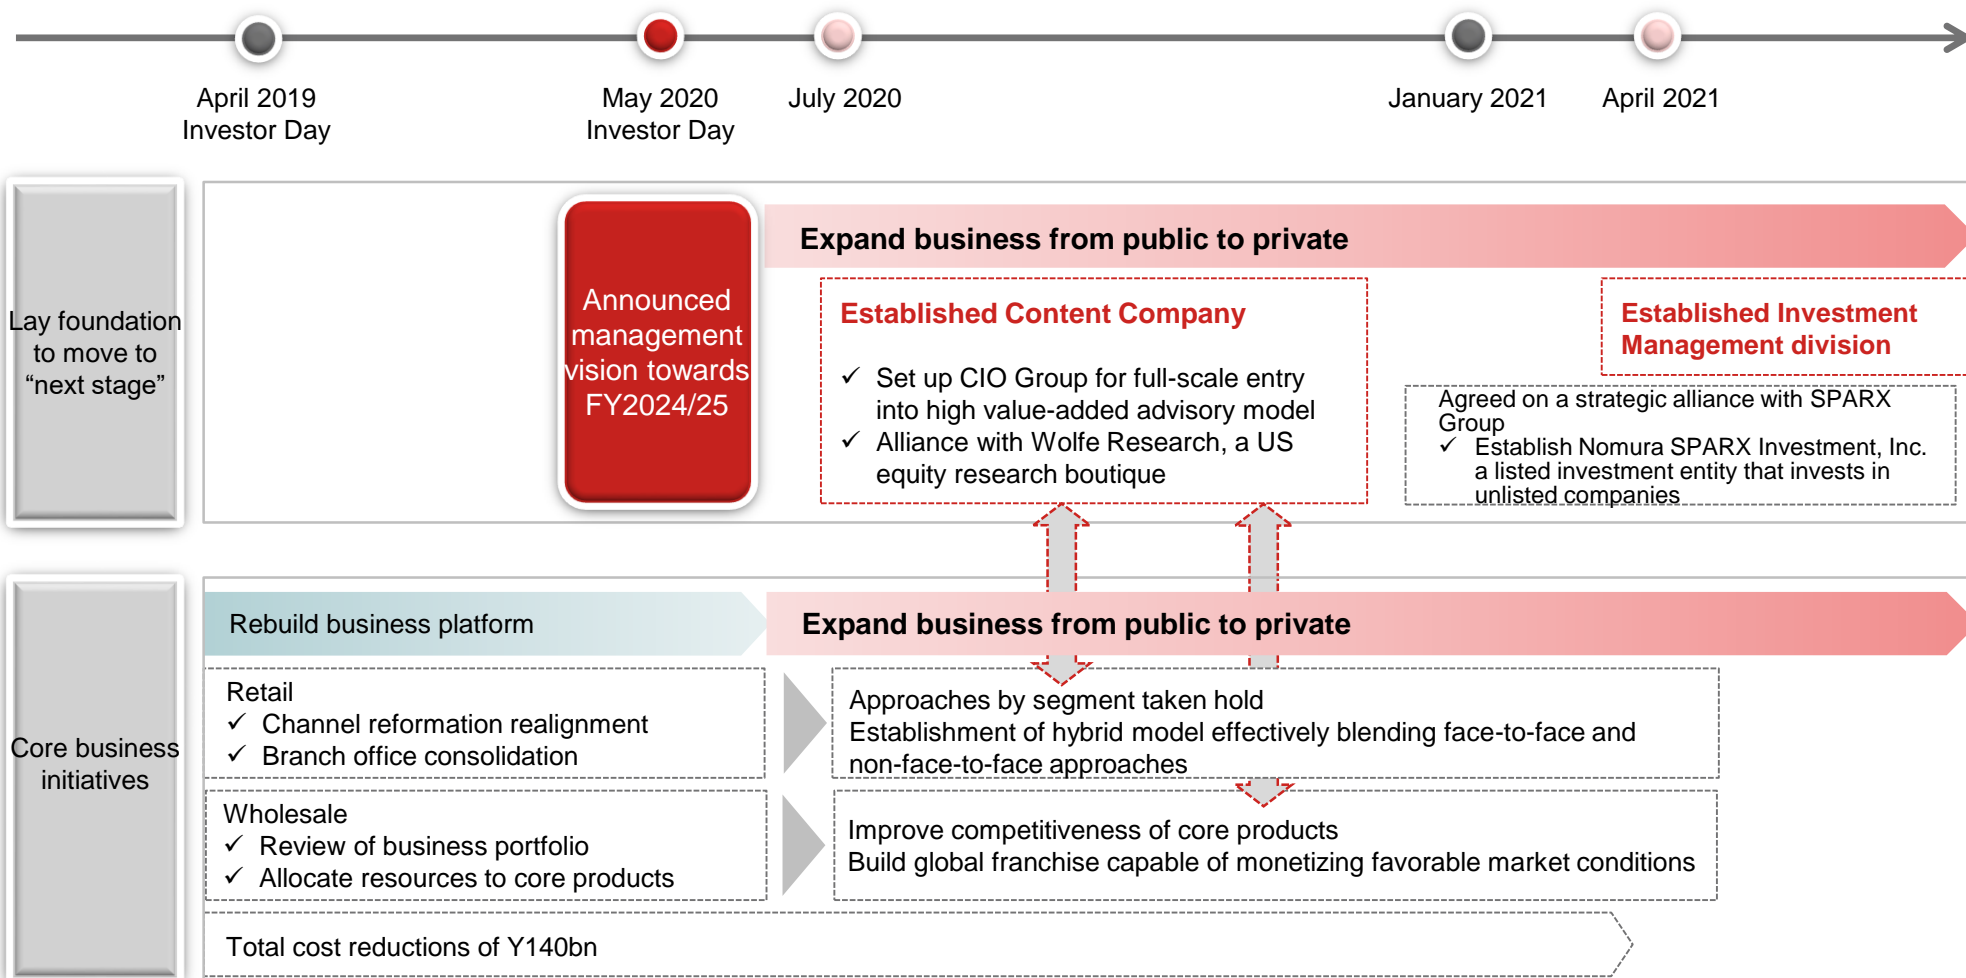 April 2019
Investor Day
May 2020
Investor Day
July 2020
January 2021
April 2021
Lay foundation
to move to
“next stage”
Announced
management
vision towards
FY2024/25
Expand business from public to private
Established Content Company
✓ Set up CIO Group for full-scale entry
into high value-added advisory model
✓ Alliance with Wolfe Research, a US
equity research boutique
Established Investment
Management division
Agreed on a strategic alliance with SPARX
Group
✓ Establish Nomura SPARX Investment, Inc.
a listed investment entity that invests in
unlisted companies
Core business
initiatives
Rebuild business platform
Expand business from public to private
Retail
✓ Channel reformation realignment
✓ Branch office consolidation
Approaches by segment taken hold
Establishment of hybrid model effectively blending face-to-face and
non-face-to-face approaches
Wholesale
✓ Review of business portfolio
✓ Allocate resources to core products
Improve competitiveness of core products
Build global franchise capable of monetizing favorable market conditions
Total cost reductions of Y140bn